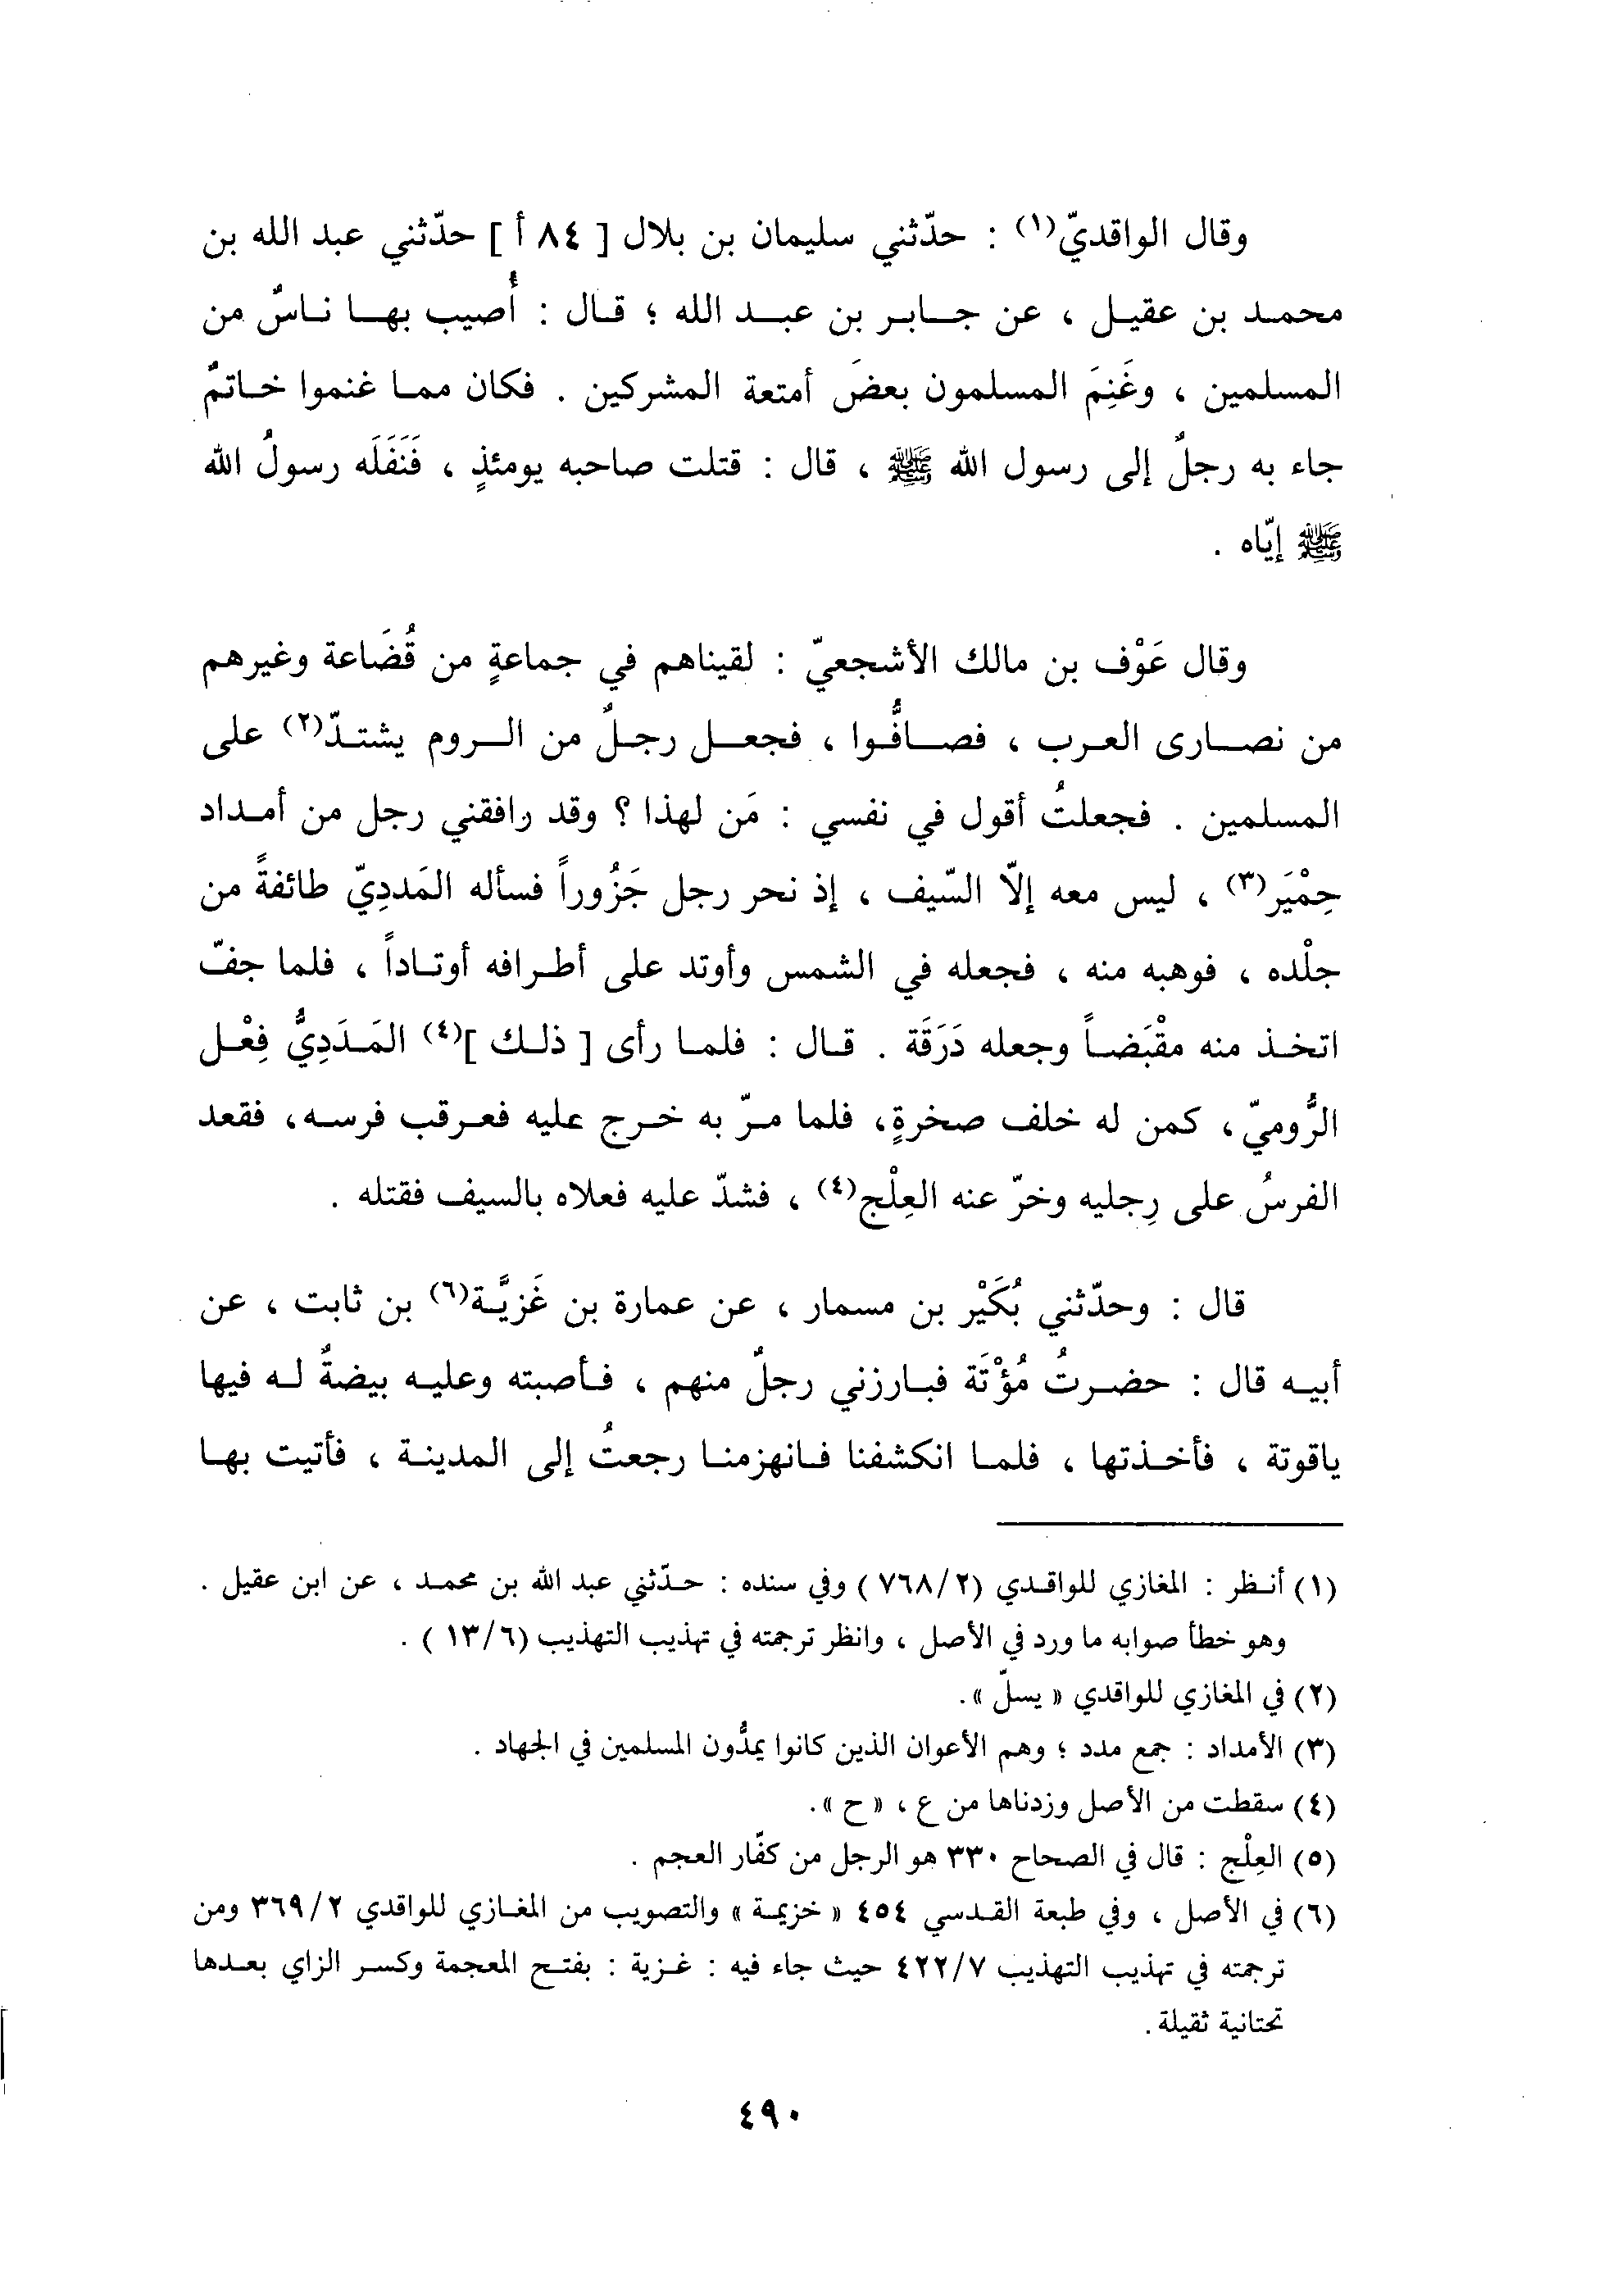 وقال الواقديّ(١) : حدّثني سليمان بن بلال [ ٨٤ أ ] حدّثني عبد الله بن
محمد بن عقيل ، عن جابر بن عبد الله ؛ قال : أُصيب بها ناسٌ من
المسلمين ، وغَنِمَ المسلمون بعضَ أمتعة المشركين . فكان مما غنموا خاتمٌ
جاء به رجلٌ إلى رسول الله ﷺ ، قال : قتلت صاحبه يومئذٍ ، فَنَفَلَه رسولُ الله
ﷺ إيّاه .
وقال عَوْف بن مالك الأشجعيّ : لقيناهم في جماعةٍ من قُضَاعة وغيرهم
من نصارى العرب ، فصافُّوا ، فجعل رجلٌ من الروم يشتدّ(٢) على
المسلمين . فجعلتُ أقول في نفسي : مَن لهذا ؟ وقد رافقني رجل من أمداد
حِمْيَر(٣) ، ليس معه إلاّ السّيف ، إذ نحر رجل جَزُوراً فسأله المَددِيّ طائفةً من
جلْده ، فوهبه منه ، فجعله في الشمس وأوتد على أطرافه أوتاداً ، فلما جفّ
اتخذ منه مقْبَضاً وجعله دَرَقَة . قال : فلما رأى [ ذلك ](٤) المَدَدِيُّ فِعْل
الرُّوميّ ، كمن له خلف صخرةٍ، فلما مرّ به خرج عليه فعرقب فرسه، فقعد
الفرسُ على رِجليه وخرّ عنه العِلْج(٤) ، فشدّ عليه فعلاه بالسيف فقتله .
قال : وحدّثني بُكَيْر بن مسمار ، عن عمارة بن غَزيَّة(٦) بن ثابت ، عن
أبيه قال : حضرتُ مُؤْتَة فبارزني رجلٌ منهم ، فأصبته وعليه بيضةٌ له فيها
ياقوتة ، فأخذتها ، فلما انكشفنا فانهزمنا رجعتُ إلى المدينة ، فأتيت بها
(١) أنظر : المغازي للواقدي (٧٦٨/٢) وفي سنده : حدّثني عبد الله بن محمد ، عن ابن عقيل .
وهو خطأ صوابه ما ورد في الأصل ، وانظر ترجمته في تهذيب التهذيب (١٣/٦) .
(٢) في المغازي للواقدي « يسلّ ».
(٣) الأمداد : جمع مدد ؛ وهم الأعوان الذين كانوا يمدُّون المسلمين في الجهاد .
(٤) سقطت من الأصل وزدناها من ع ، « ح ».
(٥) العِلْج : قال في الصحاح ٣٣٠ هو الرجل من كفّار العجم .
(٦) في الأصل ، وفي طبعة القدسي ٤٥٤ « خزيمة » والتصويب من المغازي للواقدي ٣٦٩/٢ ومن
ترجمته في تهذيب التهذيب ٤٢٢/٧ حيث جاء فيه : غزية : بفتح المعجمة وكسر الزاي بعدها
تحتانية ثقيلة .
٤٩٠